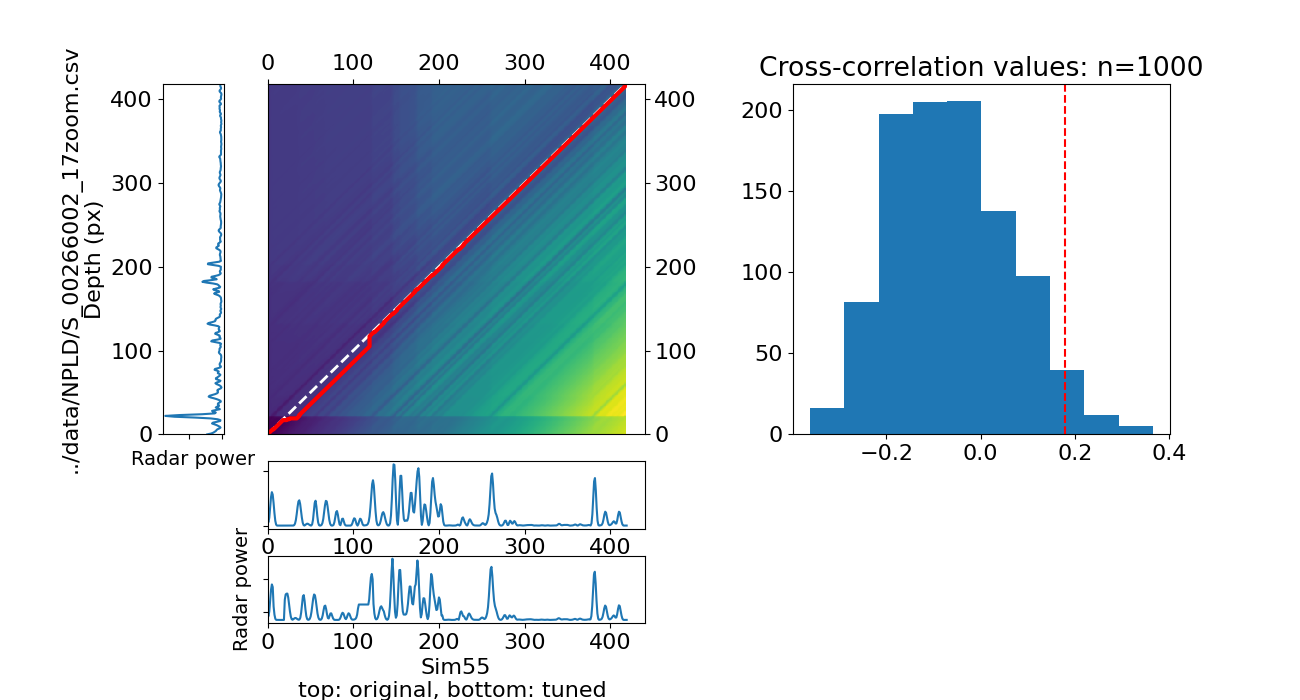 ../data/NPLD/S_00266002_17zoom.csv
Depth (px)
0 100 200 300 400
400
300
200
100
0
Radar power
400
300
200
100
0
0 100 200 300 400
Radar power
0 100 200 300 400
Sim55
top: original, bottom: tuned
Cross-correlation values: n=1000
200
150
100
50
0
−0.2 0.0 0.2 0.4